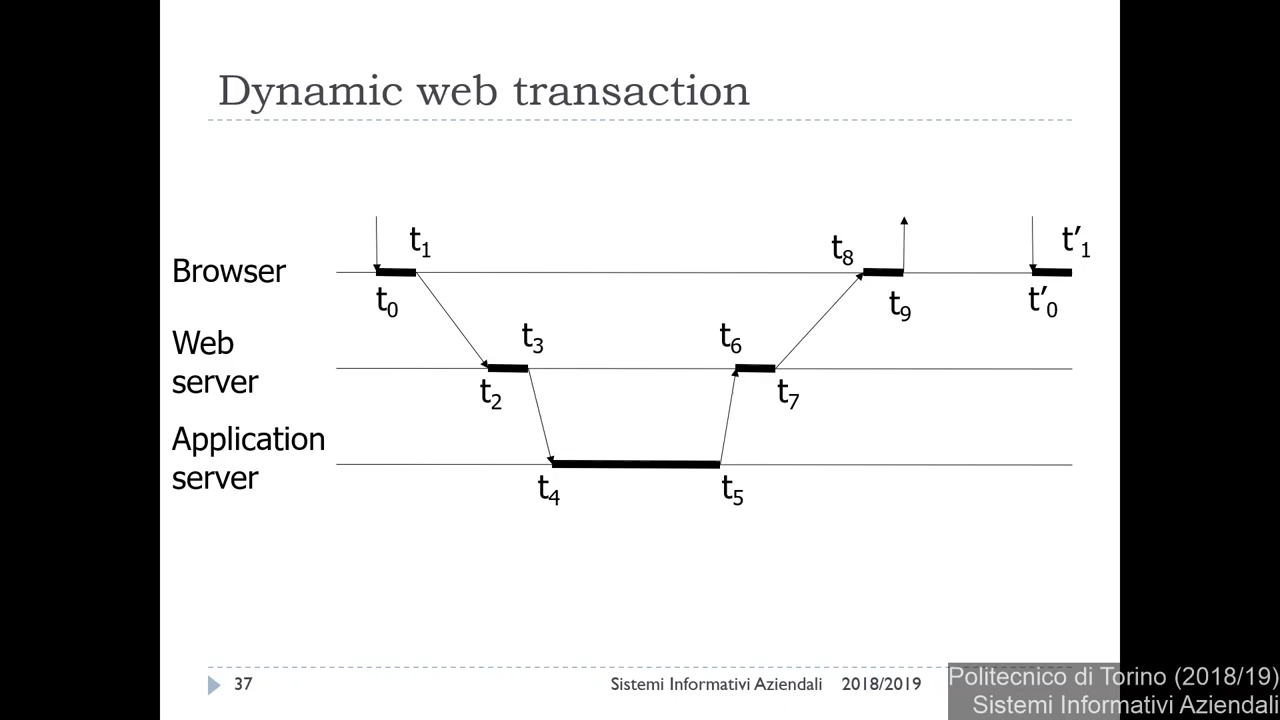 Dynamic web transaction
t1
t8
t'1
Browser
t0
t9
t'0
Web
server
t3
t6
t2
t7
Application
server
t4
t5
37
Sistemi Informativi Aziendali 2018/2019
Politecnico di Torino (2018/19)
Sistemi Informativi Aziendali